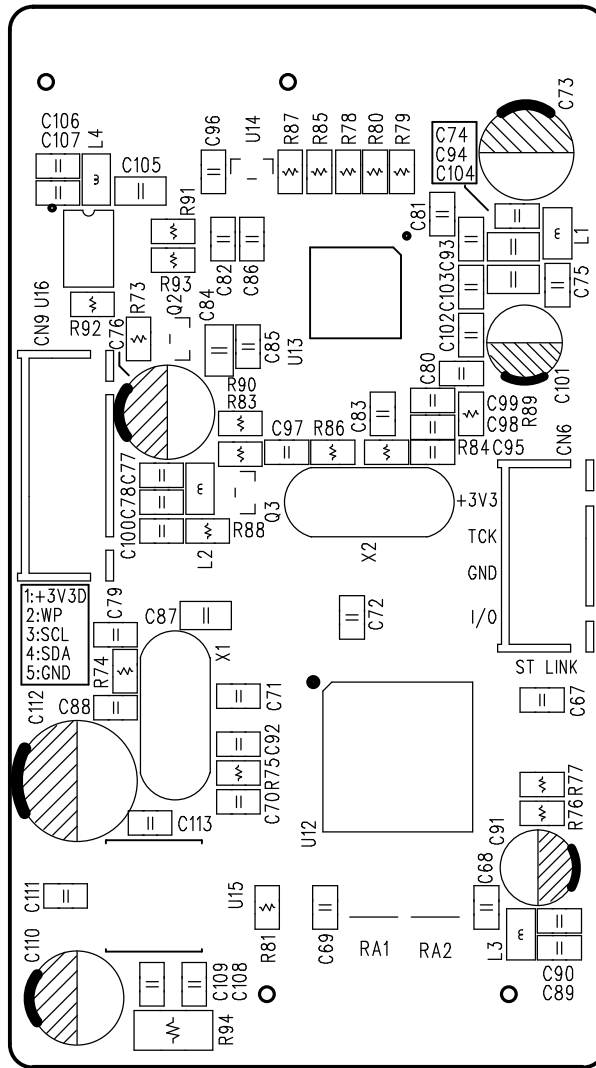 C106
C107
L4
C105
C96
U14
R87
R85
R78
R80
R79
C74
C94
C104
C73
R91
C81
C93
L1
C82
C86
C103
C75
U16
R93
R92
R73
Q2
C84
CN9
C76
C85
U13
C102
C80
C101
R90
R83
C83
C99
C98
R89
C97
R86
R84
C95
CN6
C77
C78
C100
L2
R88
Q3
X2
+3V3
TCK
GND
I/O
ST LINK
1:+3V3D
2:WP
3:SCL
4:SDA
5:GND
C79
C87
C72
R74
X1
C112
C88
C71
C67
C92
R75
C70
R77
R76
C113
U12
C91
C111
U15
C68
C110
R81
C69
RA1
RA2
L3
C109
C108
C90
C89
R94